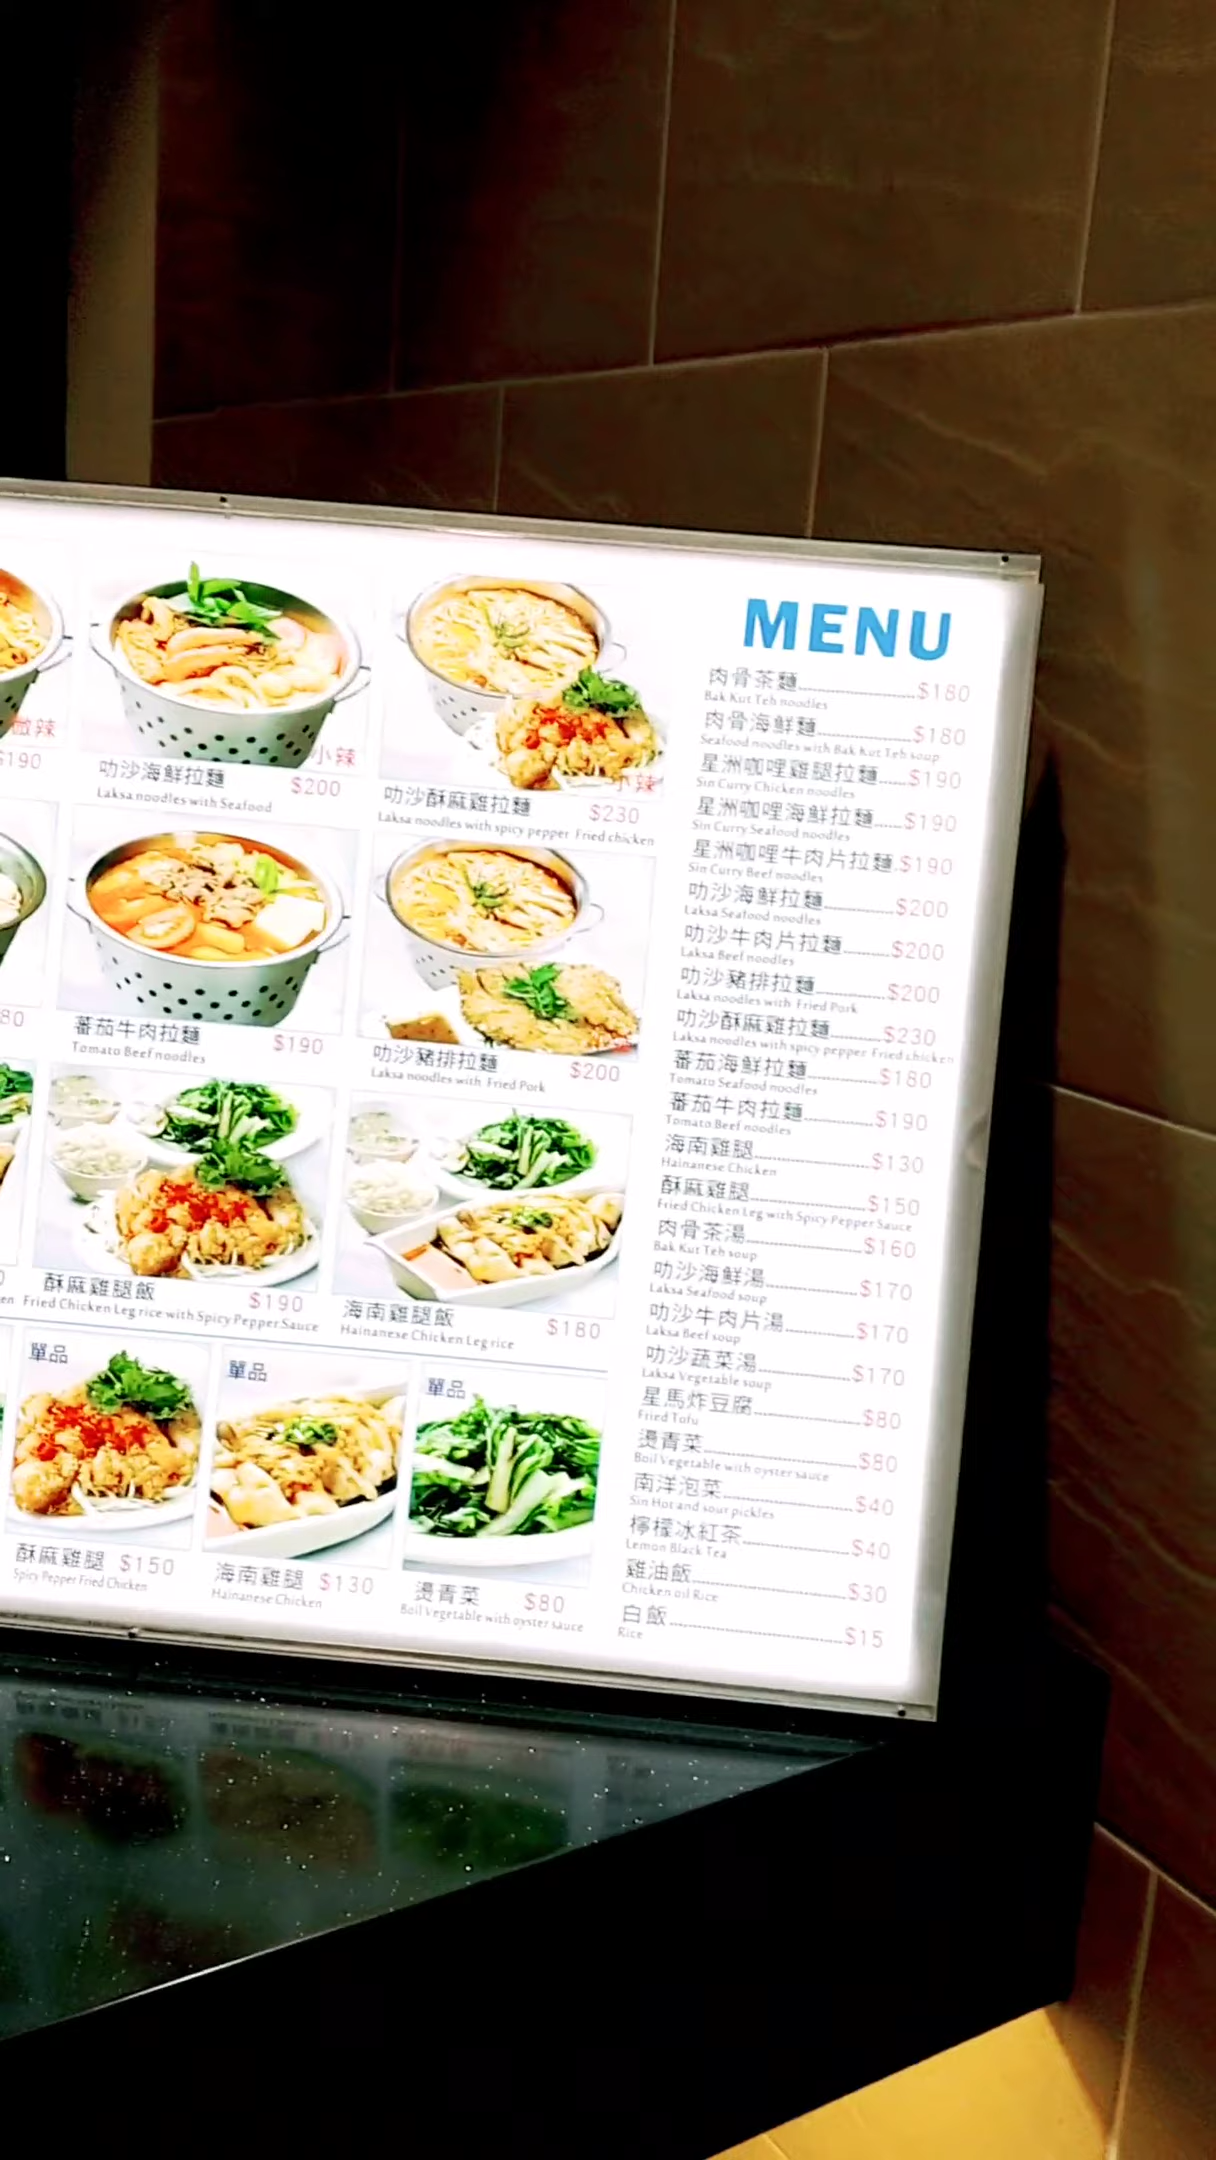 MENU
肉骨茶麵 $180
Bak Kut Teh noodles
肉骨海鮮麵 $180
Seafood noodles with Bak Kut Teh soup
星洲咖哩雞腿拉麵 $190
Sin Curry Chicken noodles
星洲咖哩海鮮拉麵 $190
Sin Curry Seafood noodles
星洲咖哩牛肉片拉麵 $190
Sin Curry Beef noodles
叻沙海鮮拉麵 $200
Laksa Seafood noodles
叻沙牛肉片拉麵 $200
Laksa Beef noodles
叻沙豬排拉麵 $200
Laksa noodles with Fried Pork
叻沙酥麻雞拉麵 $230
Laksa noodles with spicy pepper Fried chicken
蕃茄海鮮拉麵 $180
Tomato Seafood noodles
蕃茄牛肉拉麵 $190
Tomato Beef noodles
海南雞腿 $130
Hainanese Chicken
酥麻雞腿 $150
Fried Chicken Leg with Spicy Pepper Sauce
肉骨茶湯 $160
Bak Kut Teh soup
叻沙海鮮湯 $170
Laksa Seafood soup
叻沙牛肉片湯 $170
Laksa Beef soup
叻沙蔬菜湯 $170
Laksa Vegetable soup
星馬炸豆腐 $80
Fried Tofu
燙青菜 $80
Boil Vegetable with oyster sauce
南洋泡菜 $40
Sin Hot and sour pickles
檸檬冰紅茶 $40
Lemon Black Tea
雞油飯 $30
Chicken oil Rice
白飯 $15
Rice
微辣
$190
小辣
叻沙海鮮拉麵 $200
Laksa noodles with Seafood
小辣
叻沙酥麻雞拉麵 $230
Laksa noodles with spicy pepper Fried chicken
80
蕃茄牛肉拉麵 $190
Tomato Beef noodles
叻沙豬排拉麵 $200
Laksa noodles with Fried Pork
0
en
酥麻雞腿飯 $190
Fried Chicken Leg rice with Spicy Pepper Sauce
海南雞腿飯 $180
Hainanese Chicken Leg rice
單品
酥麻雞腿 $150
Spicy Pepper Fried Chicken
單品
海南雞腿 $130
Hainanese Chicken
單品
燙青菜 $80
Boil Vegetable with oyster sauce